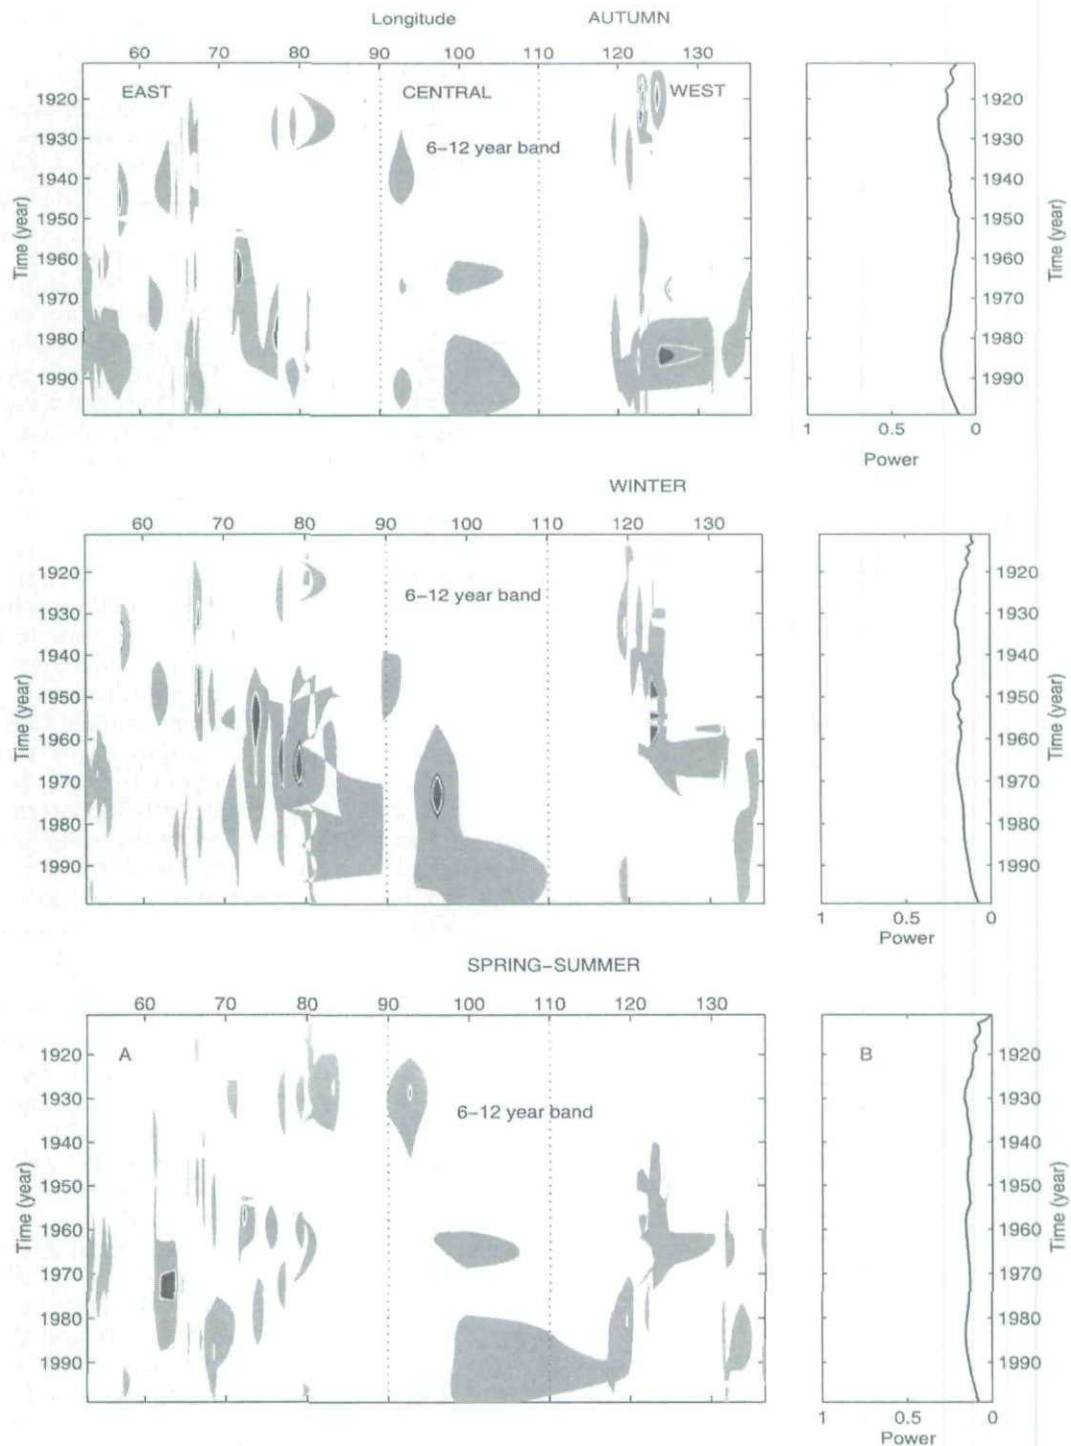 Longitude AUTUMN
60 70 80 90 100 110 120 130
EAST CENTRAL WEST
6–12 year band
1920 1920
1930 1930
1940 1940
1950 1950
1960 1960
1970 1970
1980 1980
1990 1990
Time (year) Time (year)
1 0.5 0
Power
WINTER
60 70 80 90 100 110 120 130
6–12 year band
1920 1920
1930 1930
1940 1940
1950 1950
1960 1960
1970 1970
1980 1980
1990 1990
Time (year) Time (year)
1 0.5 0
Power
SPRING–SUMMER
60 70 80 90 100 110 120 130
A B
6–12 year band
1920 1920
1930 1930
1940 1940
1950 1950
1960 1960
1970 1970
1980 1980
1990 1990
Time (year) Time (year)
1 0.5 0
Power